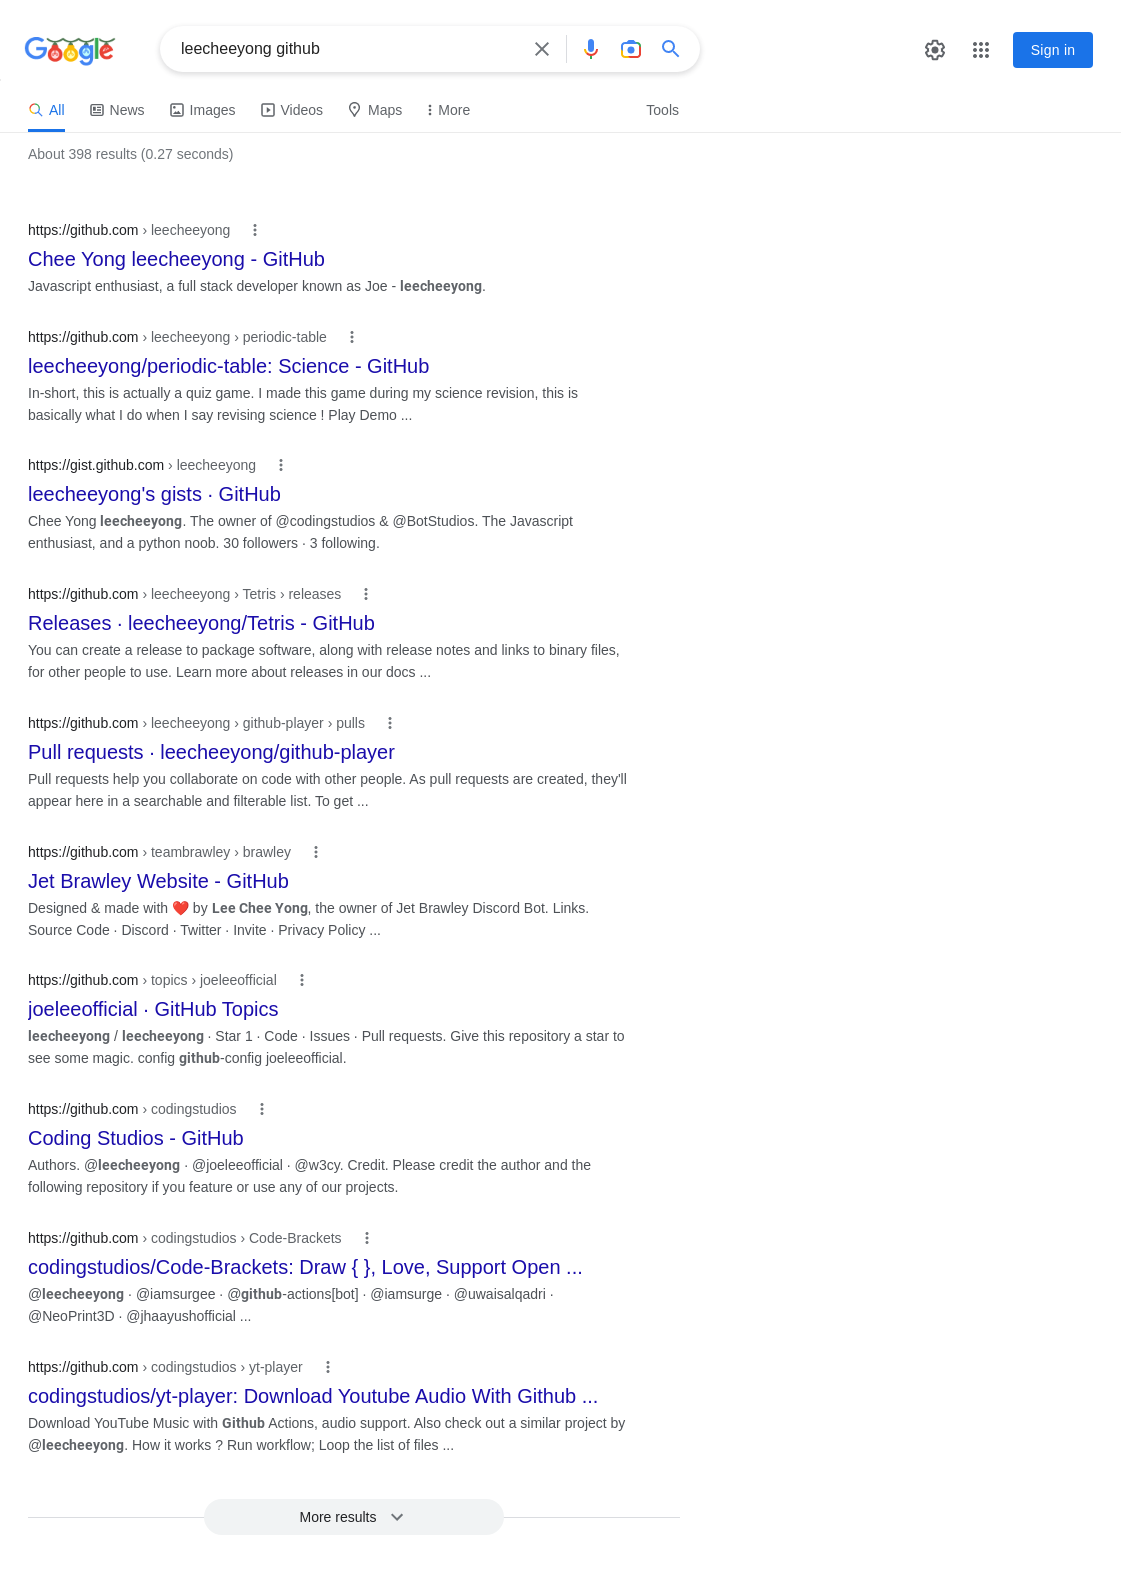 Google
leecheeyong github
Sign in
All News Images Videos Maps More Tools
About 398 results (0.27 seconds)
https://github.com › leecheeyong
Chee Yong leecheeyong - GitHub
Javascript enthusiast, a full stack developer known as Joe - leecheeyong.
https://github.com › leecheeyong › periodic-table
leecheeyong/periodic-table: Science - GitHub
In-short, this is actually a quiz game. I made this game during my science revision, this is
basically what I do when I say revising science ! Play Demo ...
https://gist.github.com › leecheeyong
leecheeyong's gists · GitHub
Chee Yong leecheeyong. The owner of @codingstudios & @BotStudios. The Javascript
enthusiast, and a python noob. 30 followers · 3 following.
https://github.com › leecheeyong › Tetris › releases
Releases · leecheeyong/Tetris - GitHub
You can create a release to package software, along with release notes and links to binary files,
for other people to use. Learn more about releases in our docs ...
https://github.com › leecheeyong › github-player › pulls
Pull requests · leecheeyong/github-player
Pull requests help you collaborate on code with other people. As pull requests are created, they'll
appear here in a searchable and filterable list. To get ...
https://github.com › teambrawley › brawley
Jet Brawley Website - GitHub
Designed & made with ❤️ by Lee Chee Yong, the owner of Jet Brawley Discord Bot. Links.
Source Code · Discord · Twitter · Invite · Privacy Policy ...
https://github.com › topics › joeleeofficial
joeleeofficial · GitHub Topics
leecheeyong / leecheeyong · Star 1 · Code · Issues · Pull requests. Give this repository a star to
see some magic. config github-config joeleeofficial.
https://github.com › codingstudios
Coding Studios - GitHub
Authors. @leecheeyong · @joeleeofficial · @w3cy. Credit. Please credit the author and the
following repository if you feature or use any of our projects.
https://github.com › codingstudios › Code-Brackets
codingstudios/Code-Brackets: Draw { }, Love, Support Open ...
@leecheeyong · @iamsurgee · @github-actions[bot] · @iamsurge · @uwaisalqadri ·
@NeoPrint3D · @jhaayushofficial ...
https://github.com › codingstudios › yt-player
codingstudios/yt-player: Download Youtube Audio With Github ...
Download YouTube Music with Github Actions, audio support. Also check out a similar project by
@leecheeyong. How it works ? Run workflow; Loop the list of files ...
More results